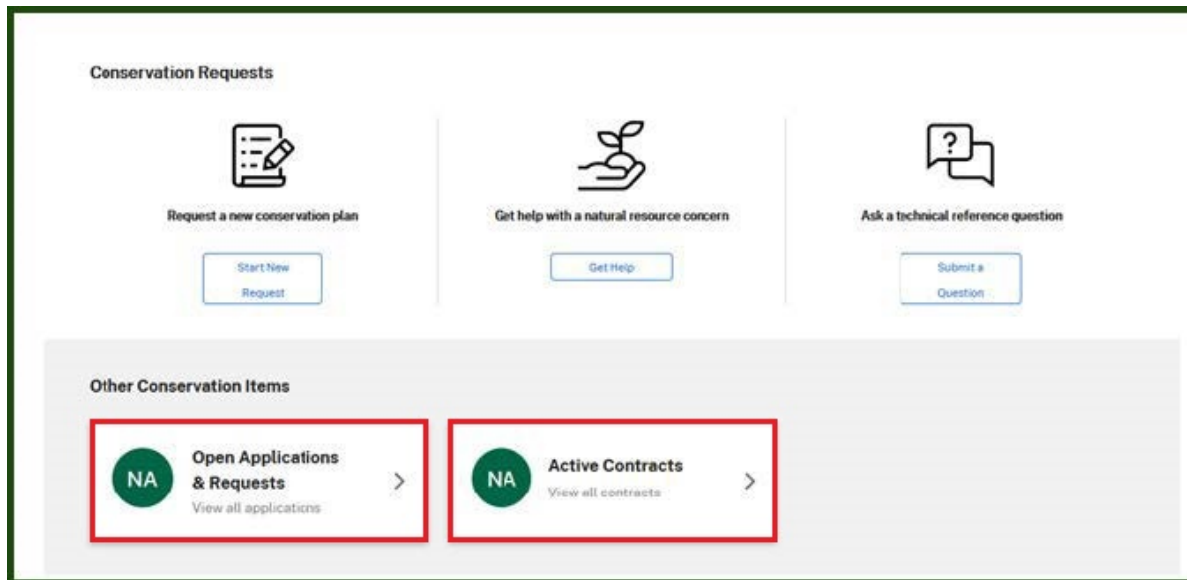 Conservation Requests
?
Request a new conservation plan
Get help with a natural resource concern
Ask a technical reference question
Start New
Request
Get Help
Submit a
Question
Other Conservation Items
NA
Open Applications
& Requests
View all applications
NA
Active Contracts
View all contracts